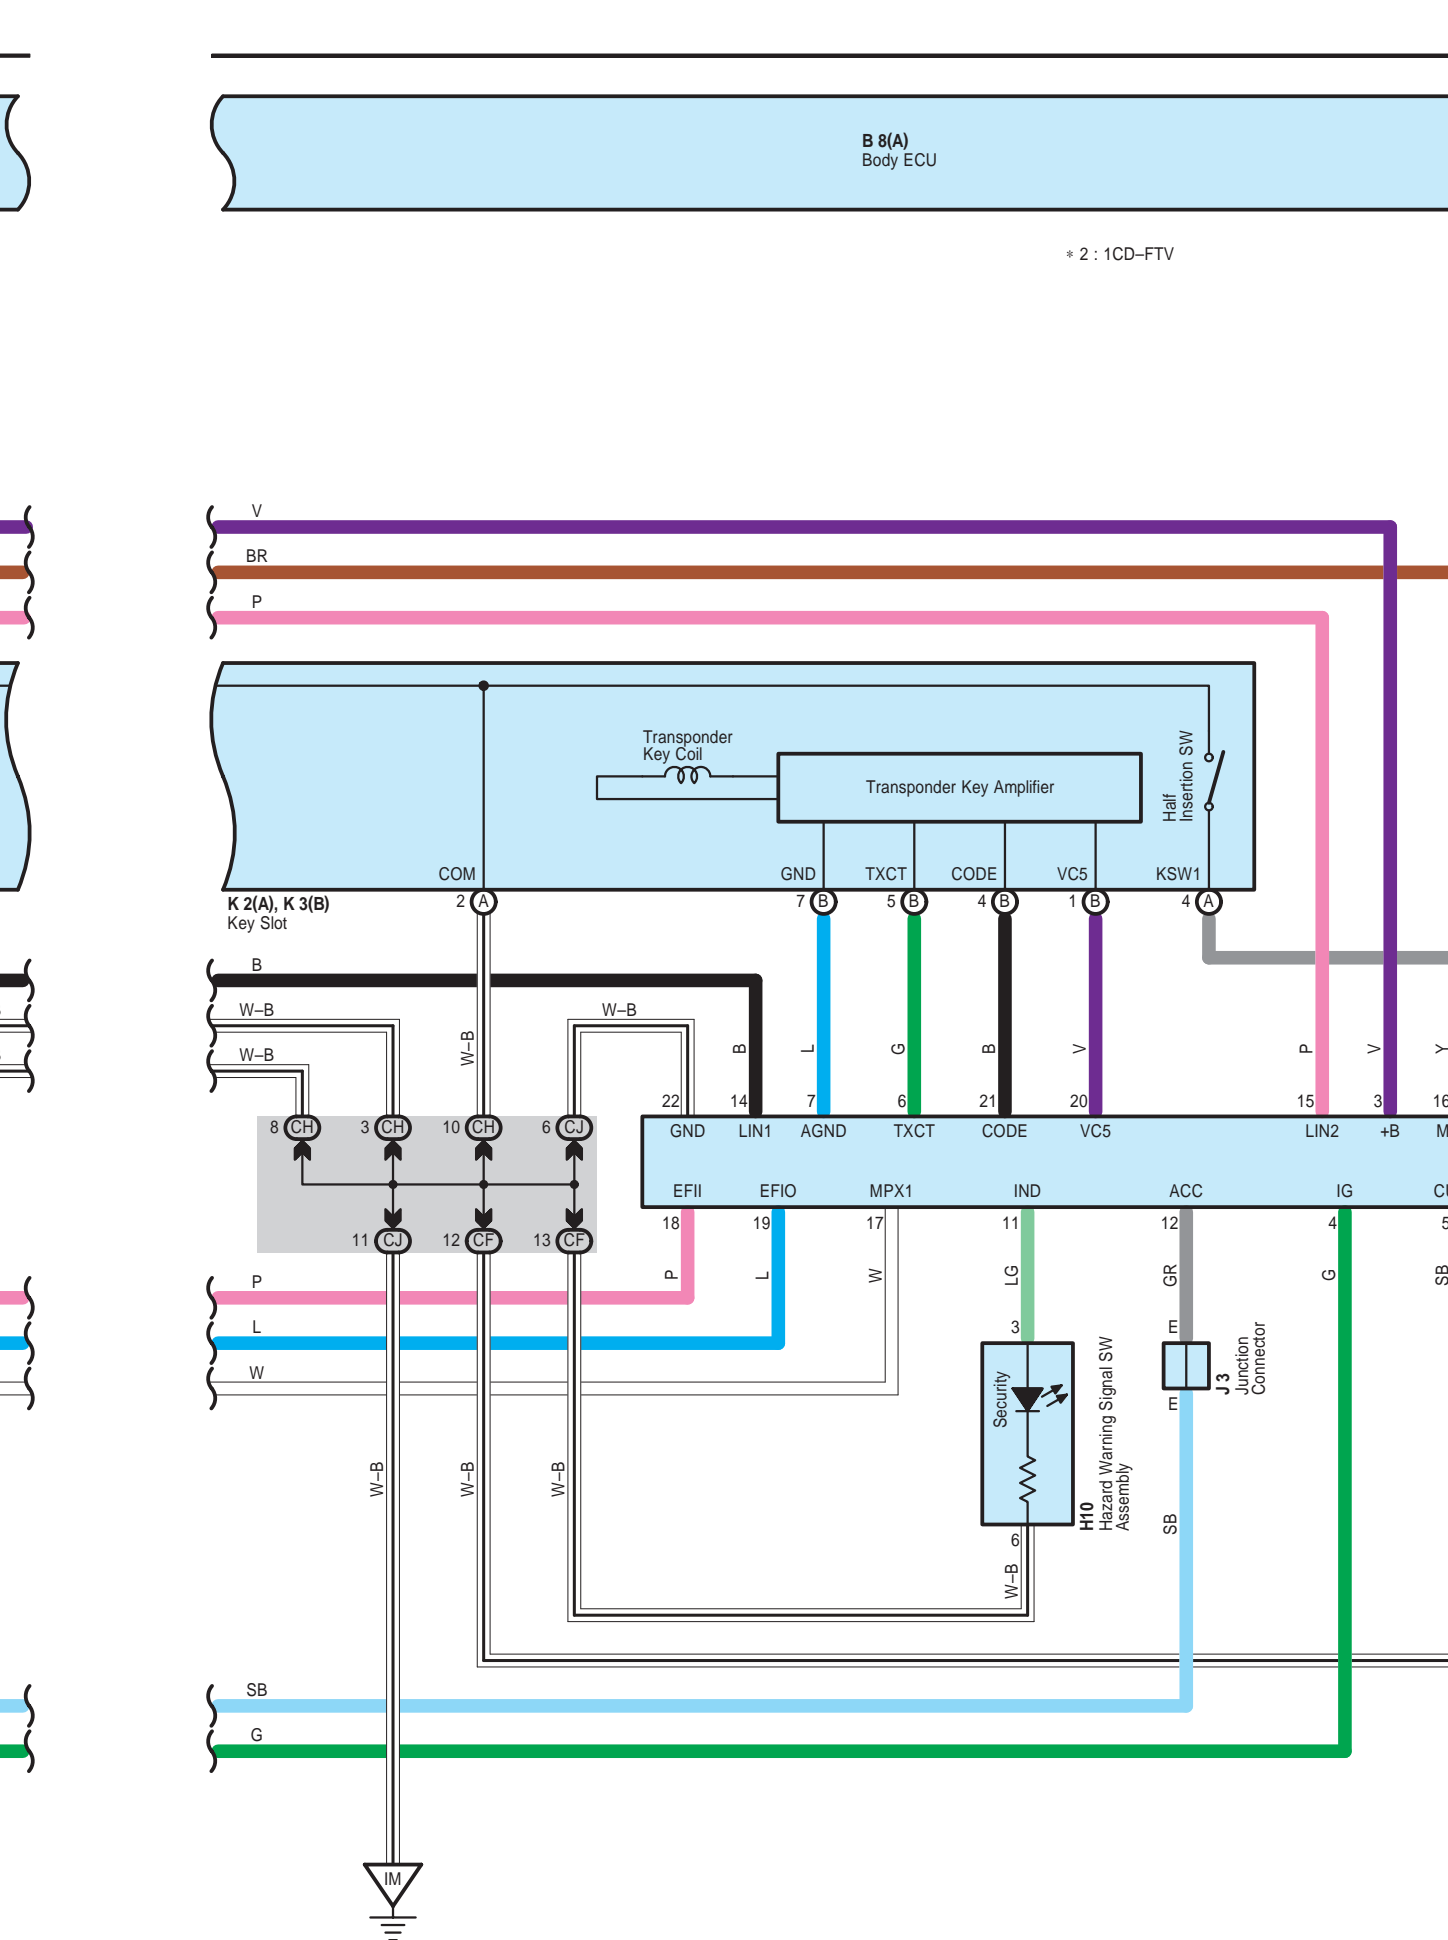 B 8(A)
Body ECU
* 2 : 1CD–FTV
V
BR
P
Transponder
Key Coil
Transponder Key Amplifier
Half
Insertion SW
COM
GND
TXCT
CODE
VC5
KSW1
K 2(A), K 3(B)
Key Slot
2 A
7 B
5 B
4 B
1 B
4 A
B
W–B
W–B
W–B
W–B
B
L
G
B
V
P
V
Y
8 CH
3 CH
10 CH
6 CJ
22
14
7
6
21
20
15
3
16
GND
LIN1
AGND
TXCT
CODE
VC5
LIN2
+B
EFII
EFIO
MPX1
IND
ACC
IG
11 CJ
12 CF
13 CF
18
19
17
11
12
4
5
P
L
W
LG
GR
G
SB
P
L
W
3
E
E
J 3
Junction
Connector
Security
H10
Hazard Warning Signal SW
Assembly
6
W–B
W–B
W–B
W–B
SB
SB
G
IM